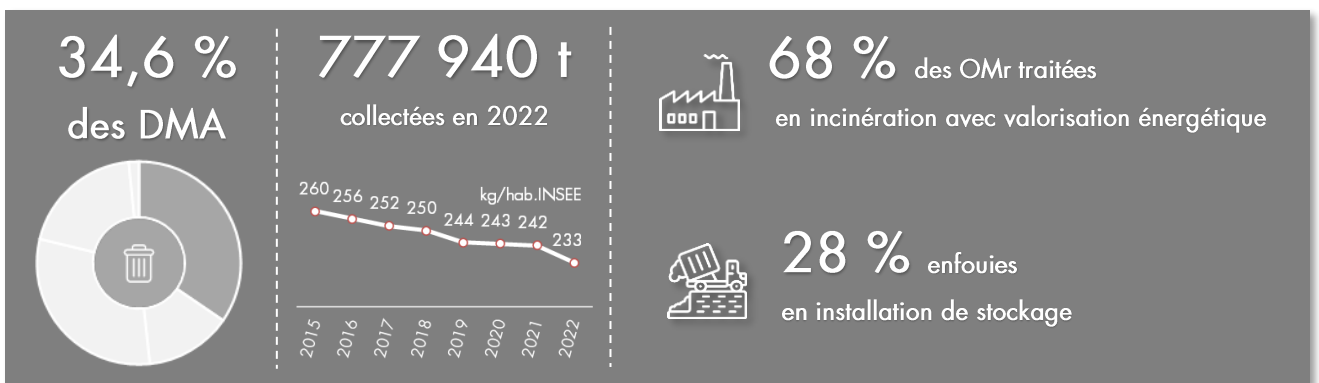 34,6 %
des DMA
777 940 t
collectées en 2022
kg/hab.INSEE
260 256 252 250 244 243 242 233
2015 2016 2017 2018 2019 2020 2021 2022
68 % des OMr traitées
en incinération avec valorisation énergétique
28 % enfouies
en installation de stockage